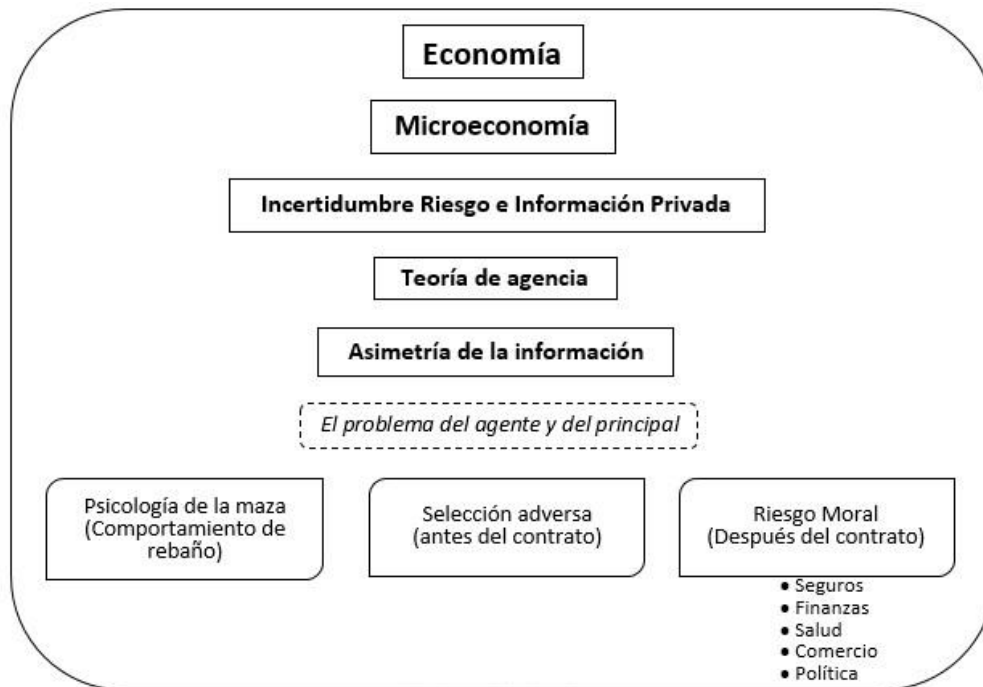 Economía
Microeconomía
Incertidumbre Riesgo e Información Privada
Teoría de agencia
Asimetría de la información
El problema del agente y del principal
Psicología de la maza
(Comportamiento de
rebaño)
Selección adversa
(antes del contrato)
Riesgo Moral
(Después del contrato)
● Seguros
● Finanzas
● Salud
● Comercio
● Política